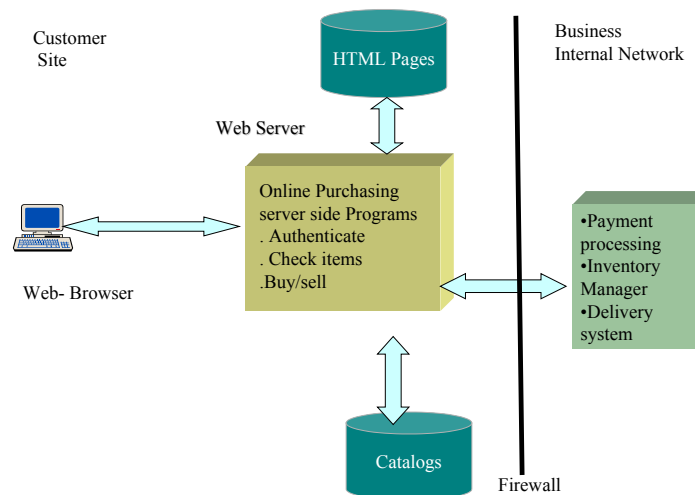 Customer
Site
HTML Pages
Business
Internal Network
Web Server
Online Purchasing
server side Programs
. Authenticate
. Check items
.Buy/sell
Web- Browser
•Payment
processing
•Inventory
Manager
•Delivery
system
Catalogs
Firewall